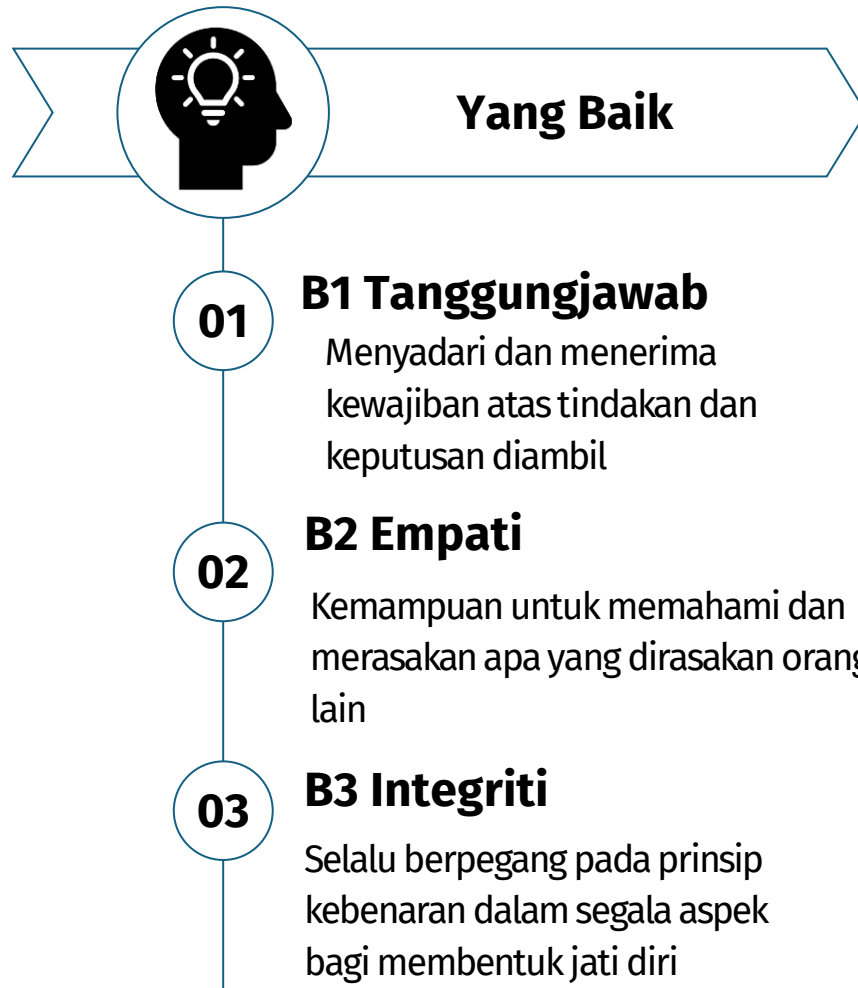 Yang Baik
01
B1 Tanggungjawab
Menyadari dan menerima
kewajiban atas tindakan dan
keputusan diambil
02
B2 Empati
Kemampuan untuk memahami dan
merasakan apa yang dirasakan orang
lain
03
B3 Integriti
Selalu berpegang pada prinsip
kebenaran dalam segala aspek
bagi membentuk jati diri